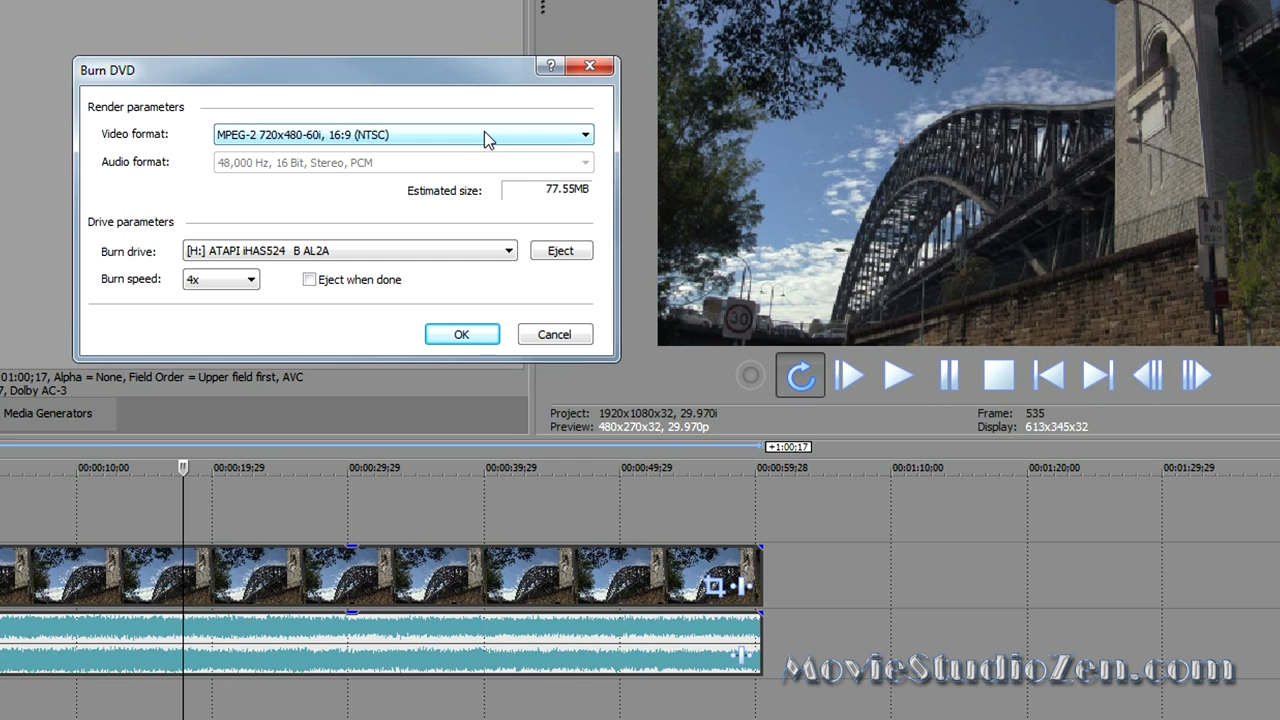 Burn DVD
?
Render parameters
Video format: MPEG-2 720x480-60i, 16:9 (NTSC)
Audio format: 48,000 Hz, 16 Bit, Stereo, PCM
Estimated size: 77.55MB
Drive parameters
Burn drive: [H:] ATAPI iHAS524 B AL2A Eject
Burn speed: 4x Eject when done
OK Cancel
30
TWO
WAY
01:00;17, Alpha = None, Field Order = Upper field first, AVC
7, Dolby AC-3
Media Generators
Project: 1920x1080x32, 29.970i Frame: 535
Preview: 480x270x32, 29.970p Display: 613x345x32
+1:00;17
00:00:10;00 00:00:19;29 00:00:29;29 00:00:39;29 00:00:49;29 00:00:59;28 00:01:10;00 00:01:20;00 00:01:29;29
MovieStudioZen.com